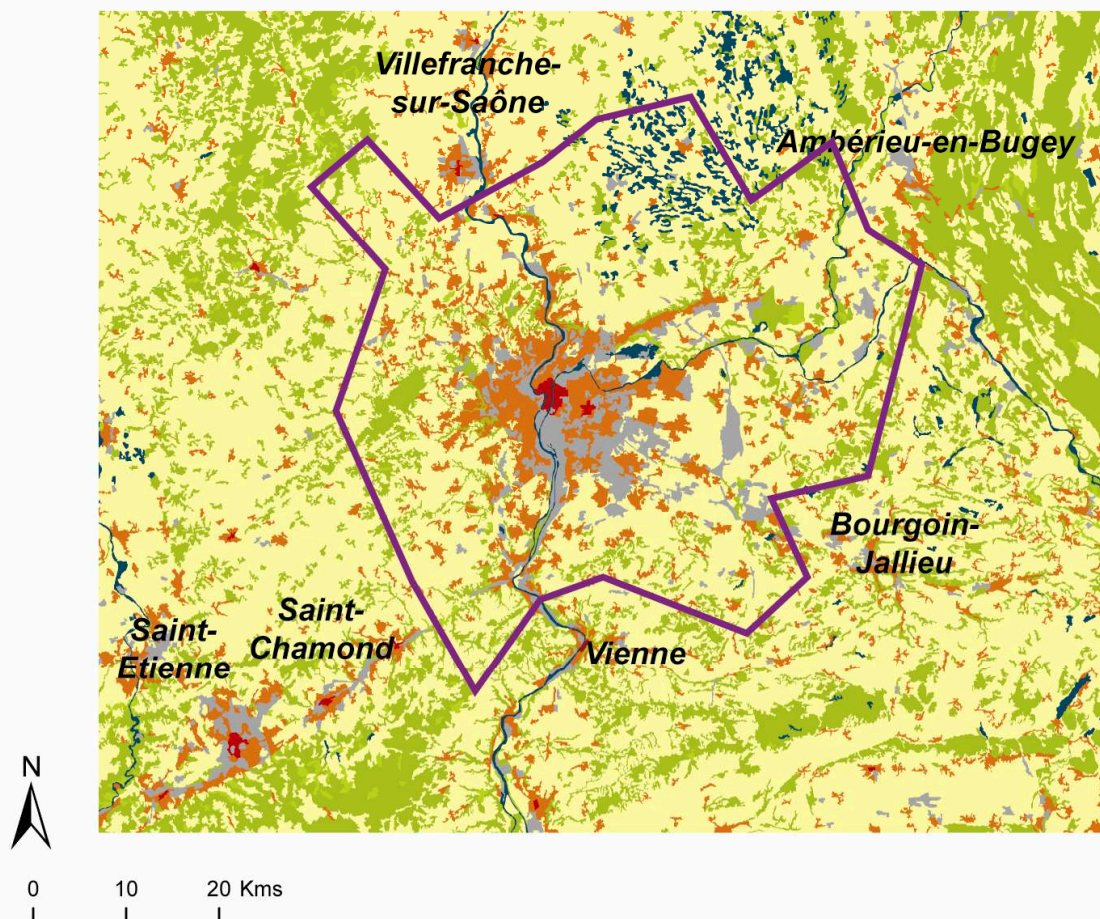 Villefranche-
sur-Saône
Ambérieu-en-Bugey
Bourgoin-
Jallieu
Saint-
Chamond
Saint-
Etienne
Vienne
N
0 10 20 Kms